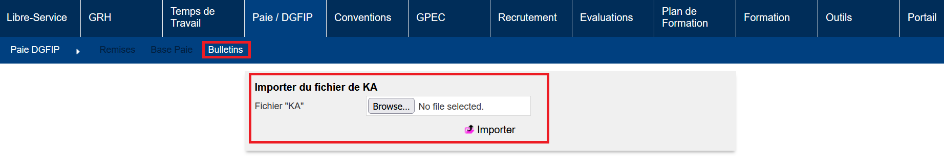 Libre-Service GRH Temps de Travail Paie / DGFIP Conventions GPEC Recrutement Evaluations Plan de Formation Formation Outils Portail
Paie DGFIP Remises Base Paie Bulletins
Importer du fichier de KA
Fichier "KA" Browse... No file selected.
Importer